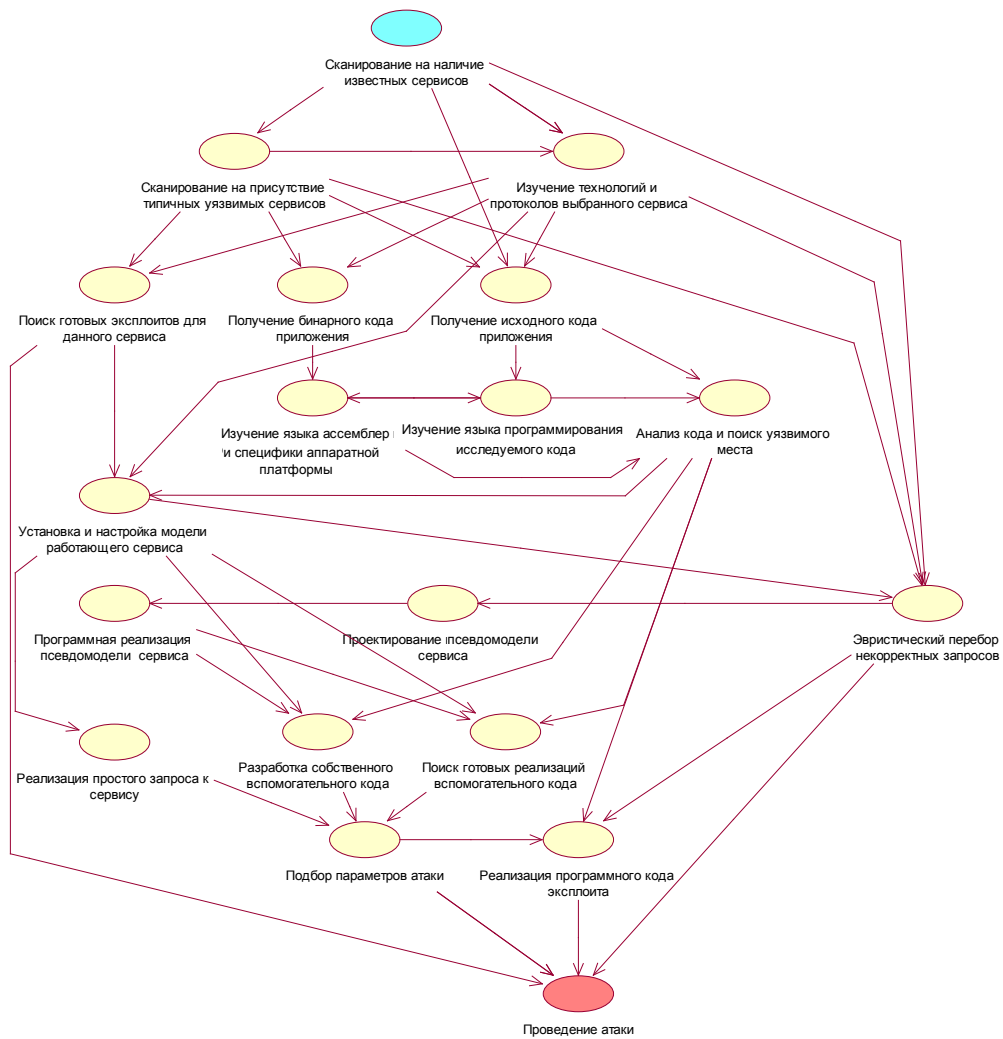 Сканирование на наличие
известных сервисов
Сканирование на присутствие
типичных уязвимых сервисов
Изучение технологий и
протоколов выбранного сервиса
Поиск готовых эксплоитов для
данного сервиса
Получение бинарного кода
приложения
Получение исходного кода
приложения
Изучение языка ассемблер
и специфики аппаратной
платформы
Изучение языка программирования
исследуемого кода
Анализ кода и поиск уязвимого
места
Установка и настройка модели
работающего сервиса
Программная реализация
псевдомодели сервиса
Проектирование псевдомодели
сервиса
Эвристический перебор
некорректных запросов
Реализация простого запроса к
сервису
Разработка собственного
вспомогательного кода
Поиск готовых реализаций
вспомогательного кода
Подбор параметров атаки
Реализация программного кода
эксплоита
Проведение атаки